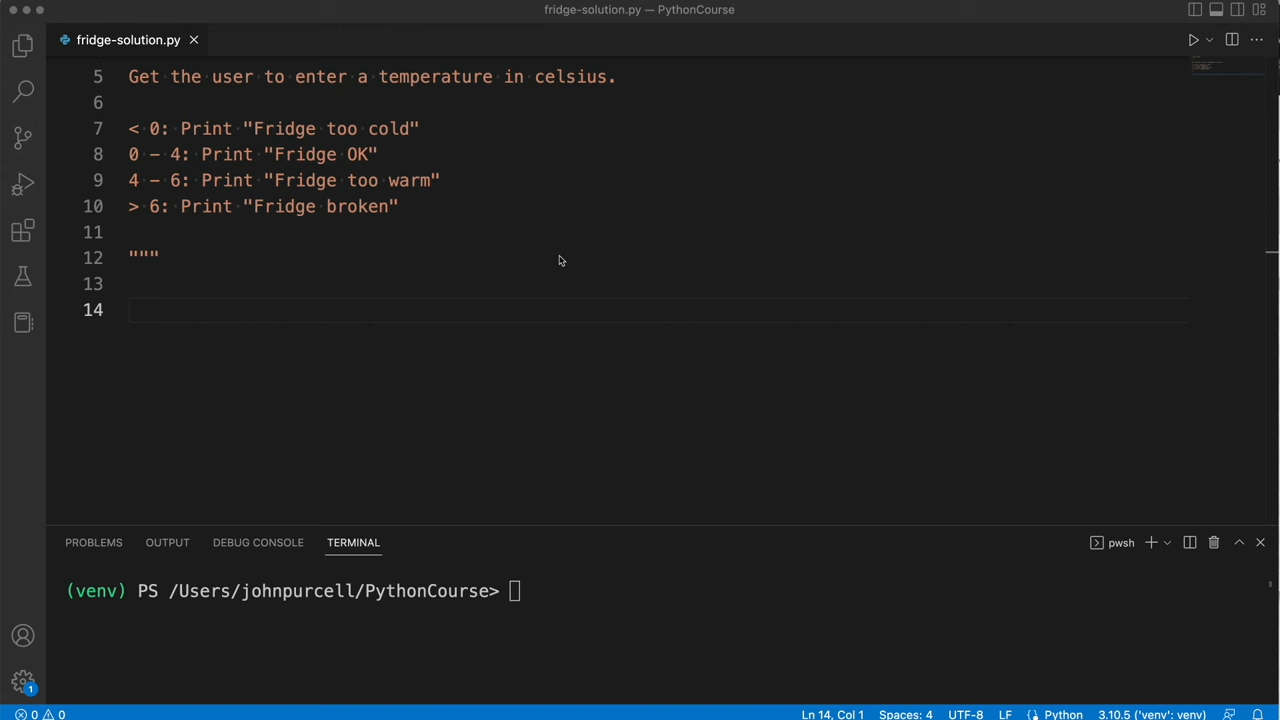 fridge-solution.py — PythonCourse
fridge-solution.py
5 Get the user to enter a temperature in celsius.
6
7 < 0: Print "Fridge too cold"
8 0 - 4: Print "Fridge OK"
9 4 - 6: Print "Fridge too warm"
10 > 6: Print "Fridge broken"
11
12 """
13
14
PROBLEMS OUTPUT DEBUG CONSOLE TERMINAL pwsh
(venv) PS /Users/johnpurcell/PythonCourse>
1
0 0 Ln 14, Col 1 Spaces: 4 UTF-8 LF Python 3.10.5 ('venv': venv)